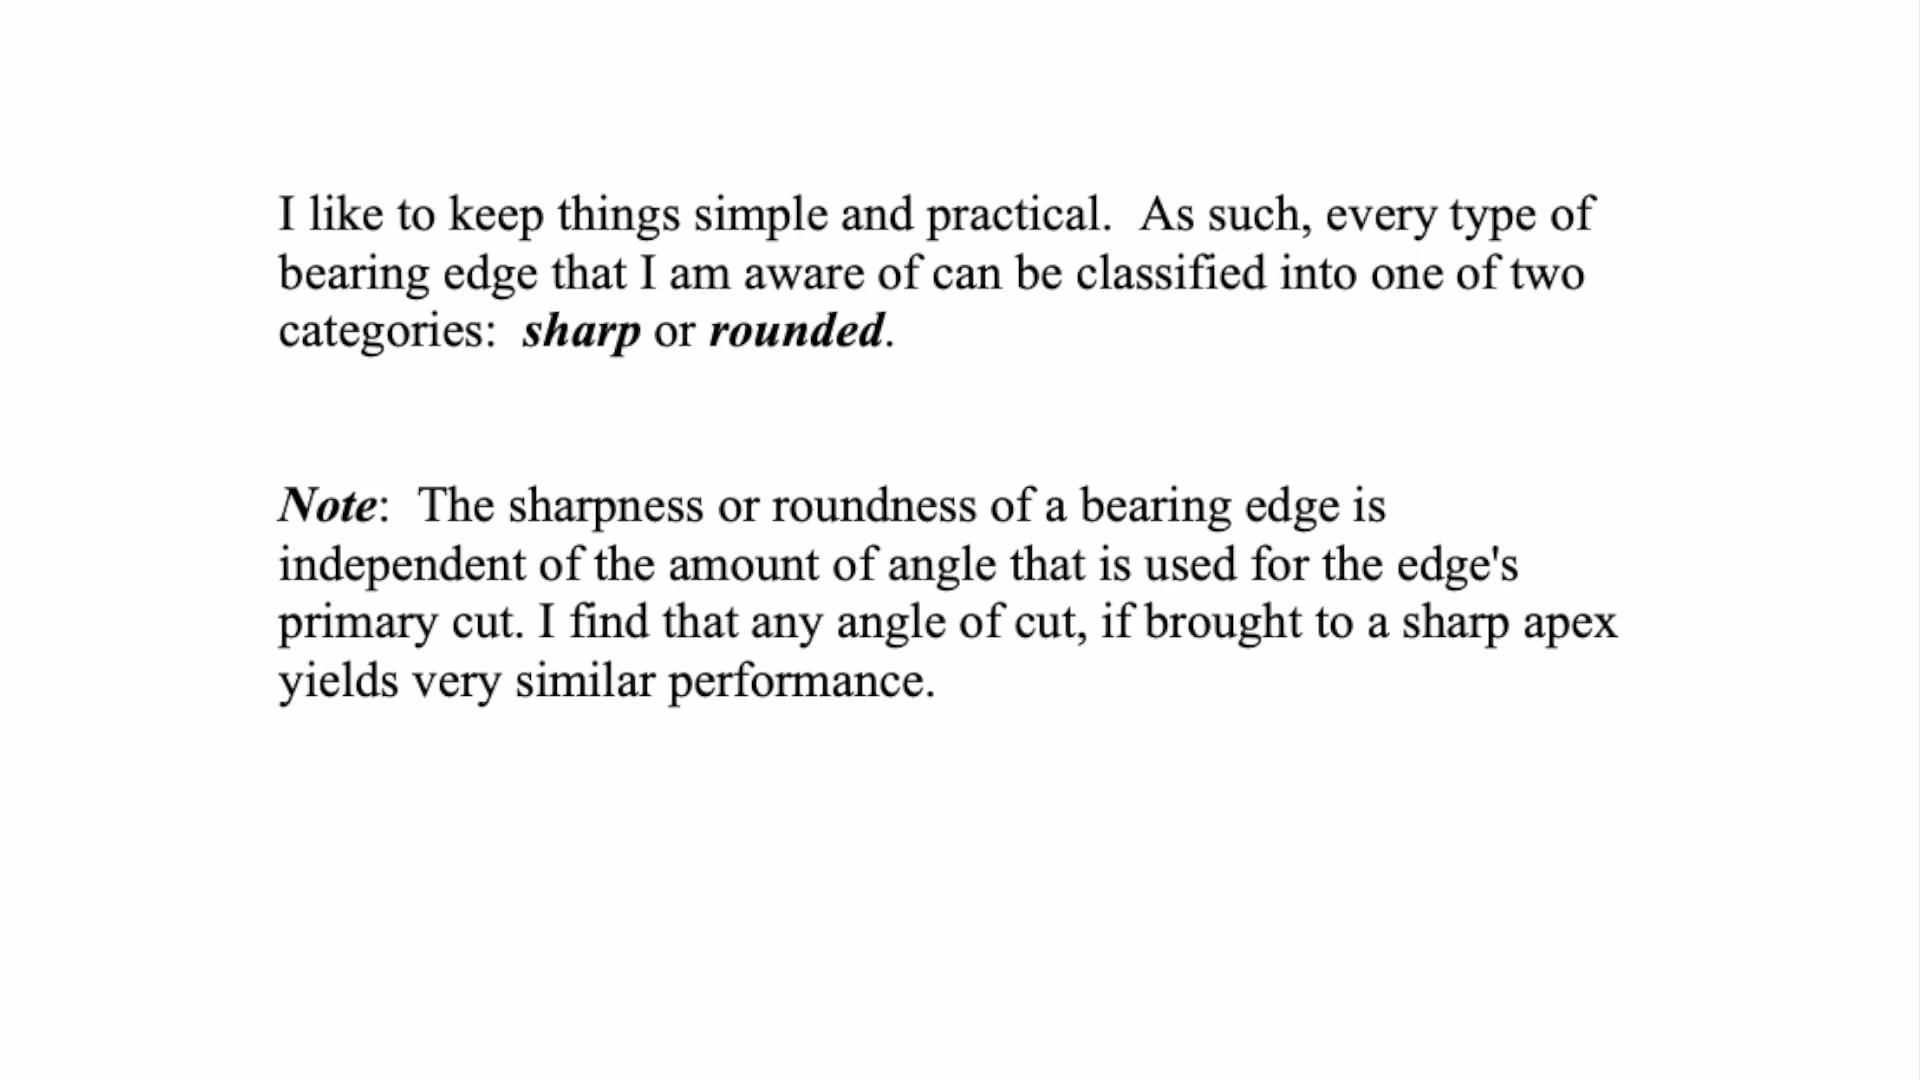 I like to keep things simple and practical.  As such, every type of
bearing edge that I am aware of can be classified into one of two
categories:  sharp or rounded.
Note:  The sharpness or roundness of a bearing edge is
independent of the amount of angle that is used for the edge's
primary cut. I find that any angle of cut, if brought to a sharp apex
yields very similar performance.